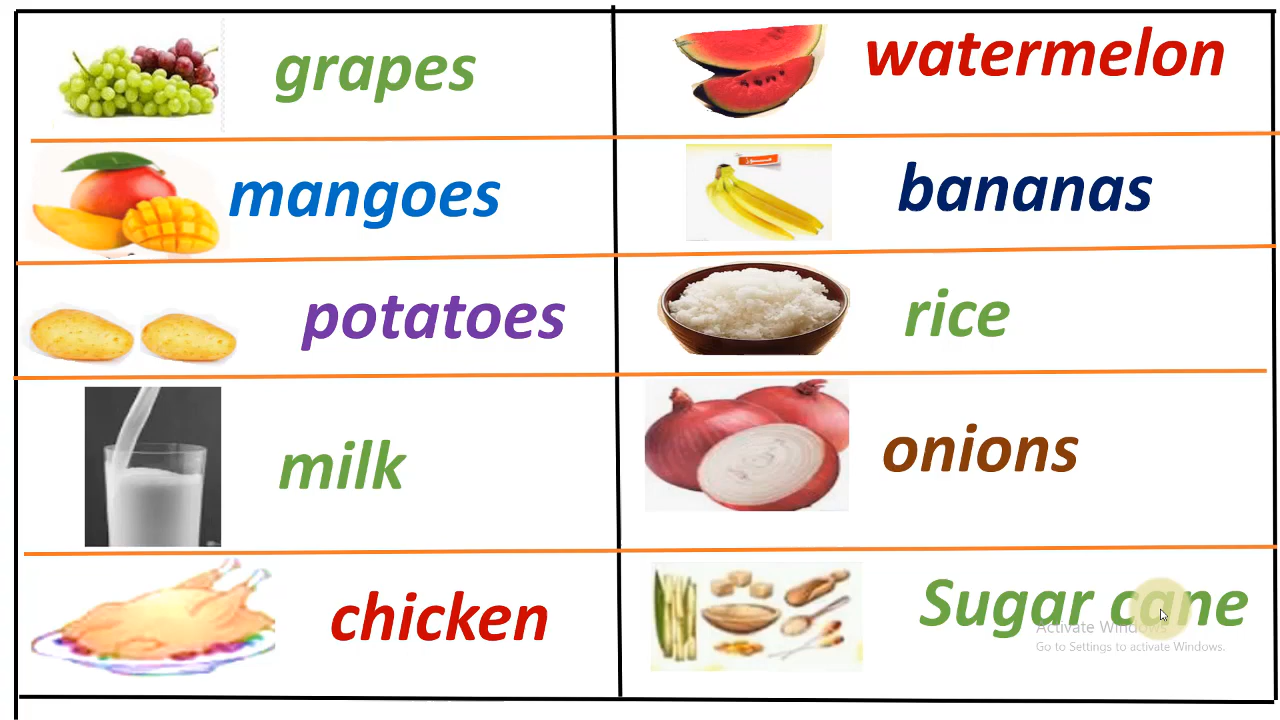 grapes
watermelon
mangoes
موز
bananas
potatoes
rice
milk
onions
chicken
Sugar cane
Activate Windows
Go to Settings to activate Windows.